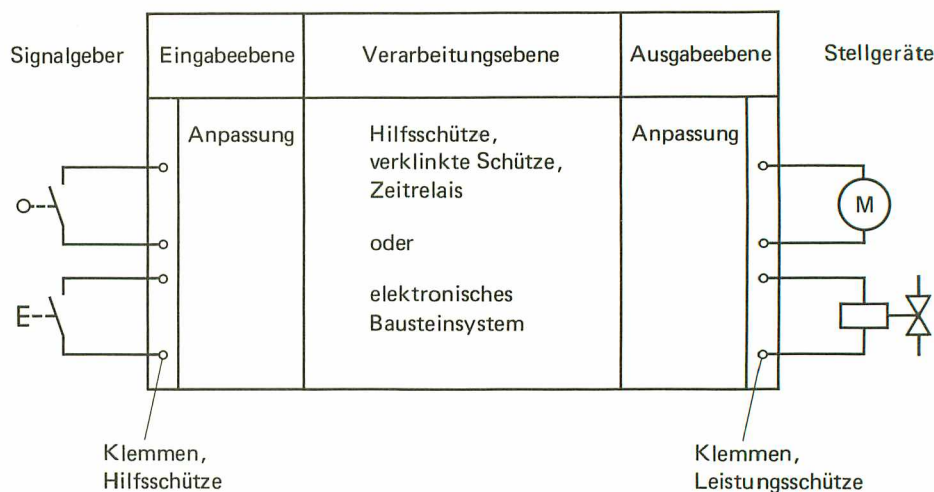 Signalgeber
Eingabeebene
Verarbeitungsebene
Ausgabeebene
Stellgeräte
Anpassung
Hilfsschütze,
verklinkte Schütze,
Zeitrelais
oder
elektronisches
Bausteinsystem
Anpassung
E
M
Klemmen,
Hilfsschütze
Klemmen,
Leistungsschütze